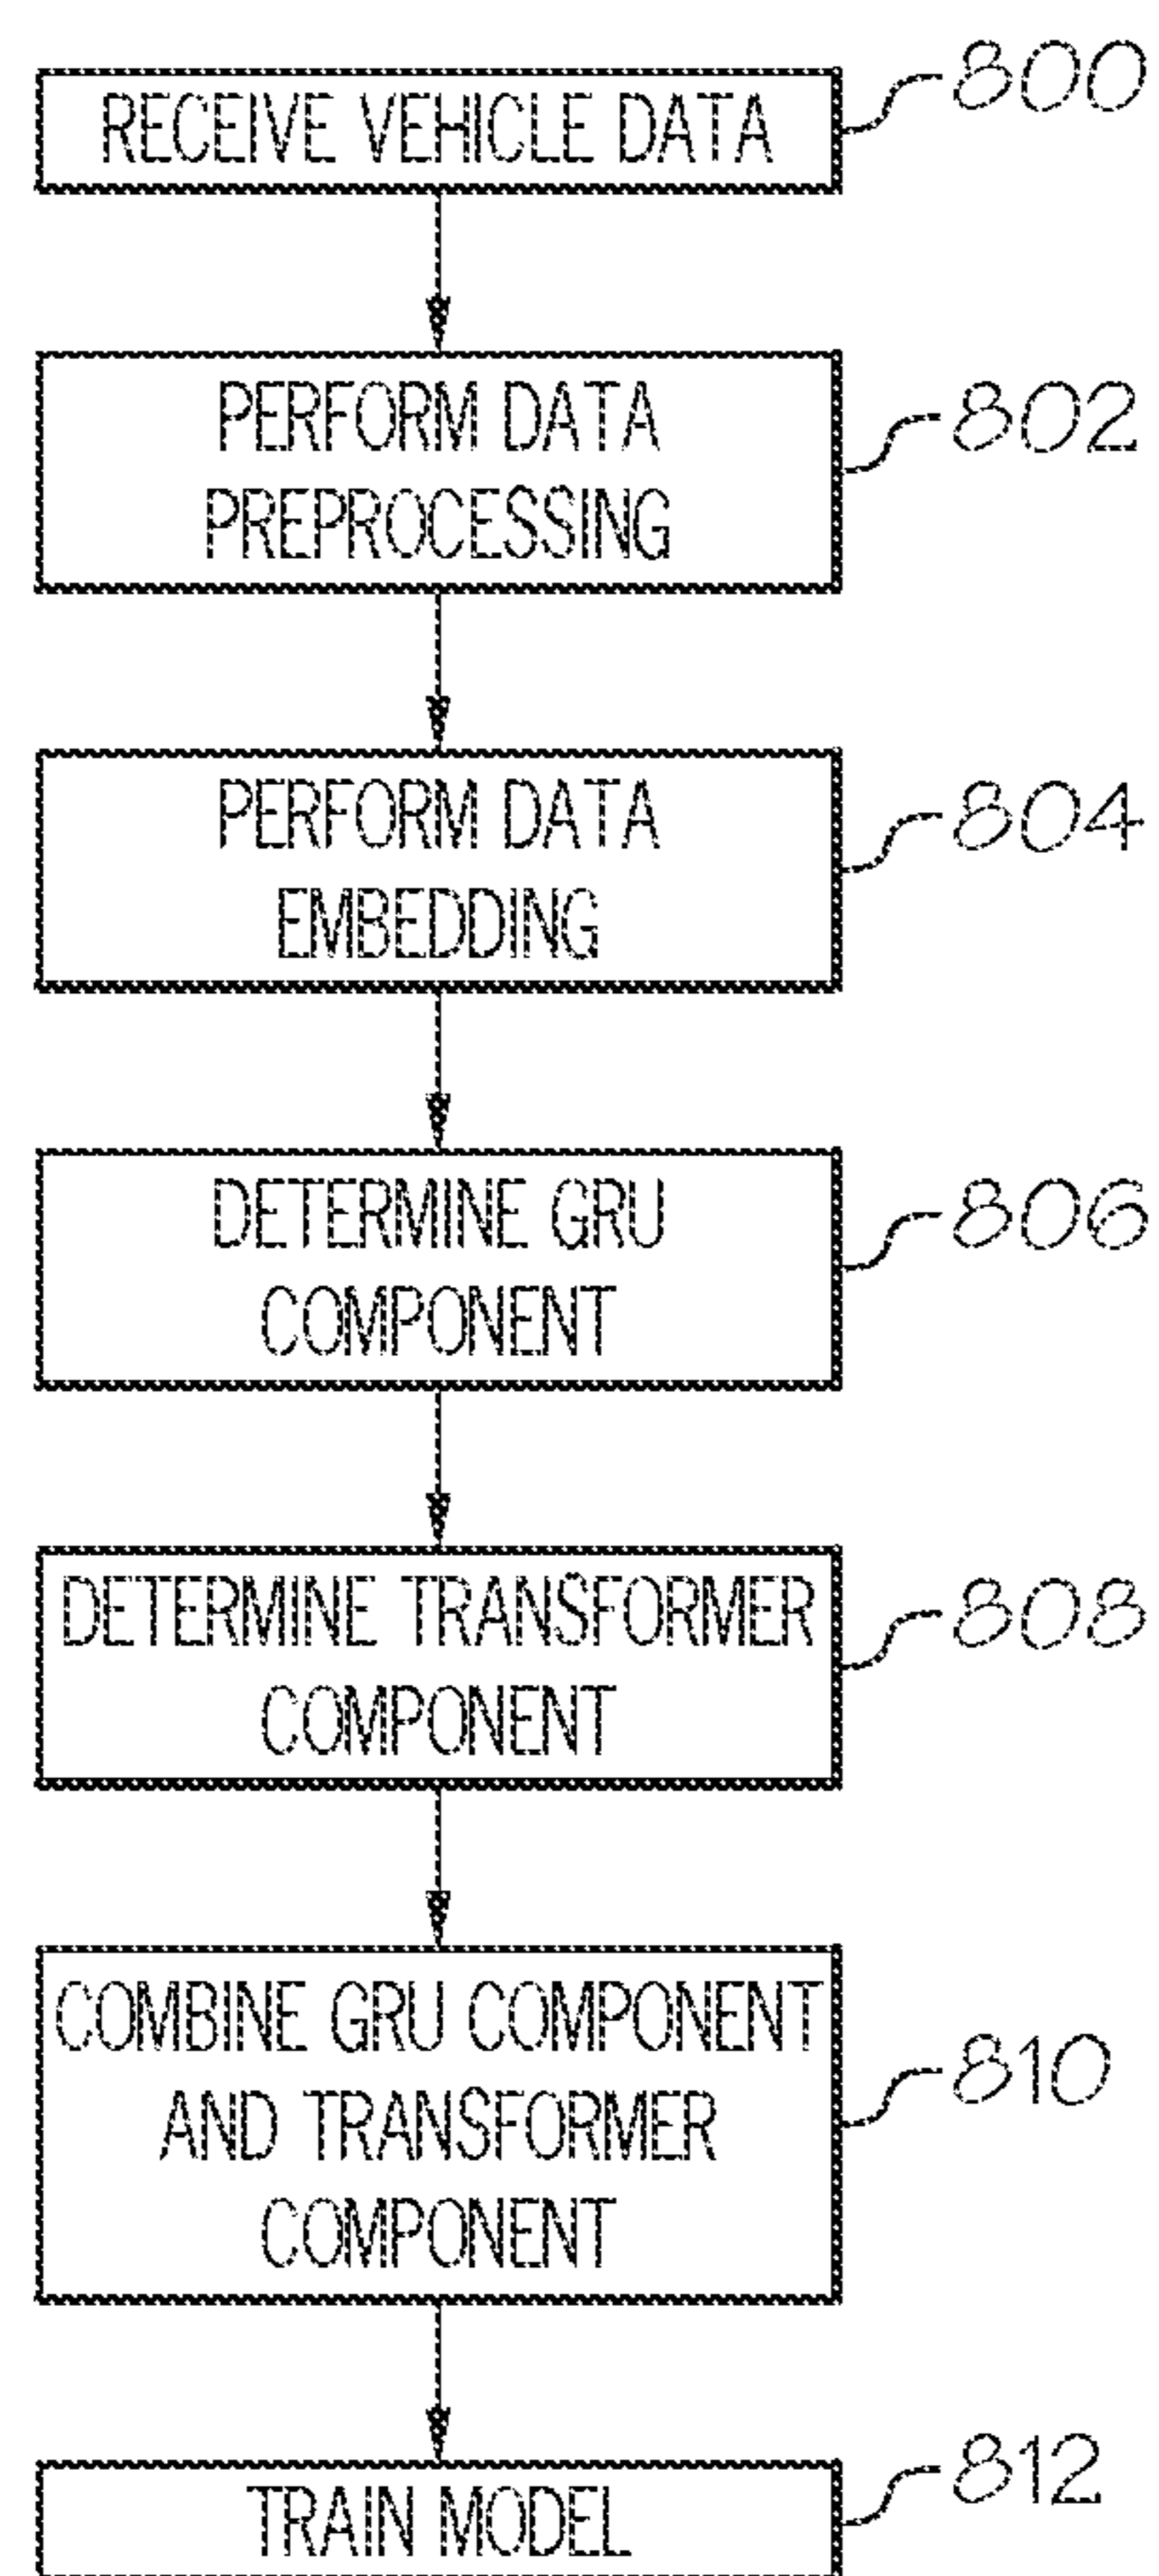 RECEIVE VEHICLE DATA
800
PERFORM DATA
PREPROCESSING
802
PERFORM DATA
EMBEDDING
804
DETERMINE GRU
COMPONENT
806
DETERMINE TRANSFORMER
COMPONENT
808
COMBINE GRU COMPONENT
AND TRANSFORMER
COMPONENT
810
TRAIN MODEL
812